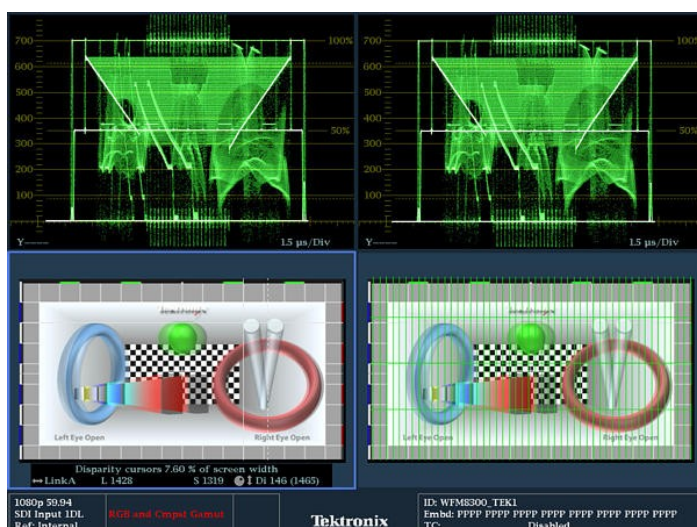 700
600
500
400
300
200
100
100%
50%
Y----
1.5 µs/Div
700
600
500
400
300
200
100
100%
50%
Y----
1.5 µs/Div
Left Eye Open
Right Eye Open
Disparity cursors 7.60 % of screen width
LinkA L 1428 S 1319 Di 146 (1465)
Left Eye Open
Right Eye Open
1080p 59.94
SDI Input 1DL
Ref: Internal
RGB and Cmpst Gamut
Tektronix
ID: WFM8300_TEK1
Embd: PPPP PPPP PPPP PPPP PPPP PPPP PPPP PPPP
TC: Disabled